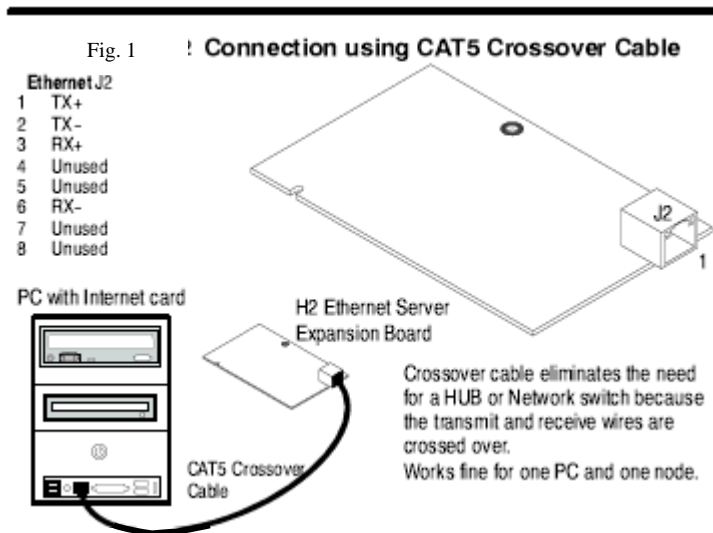 Fig. 1
2 Connection using CAT5 Crossover Cable
Ethernet J2
1 TX+
2 TX-
3 RX+
4 Unused
5 Unused
6 RX-
7 Unused
8 Unused
J2
1
PC with Internet card
H2 Ethernet Server
Expansion Board
Crossover cable eliminates the need
for a HUB or Network switch because
the transmit and receive wires are
crossed over.
Works fine for one PC and one node.
CAT5 Crossover
Cable